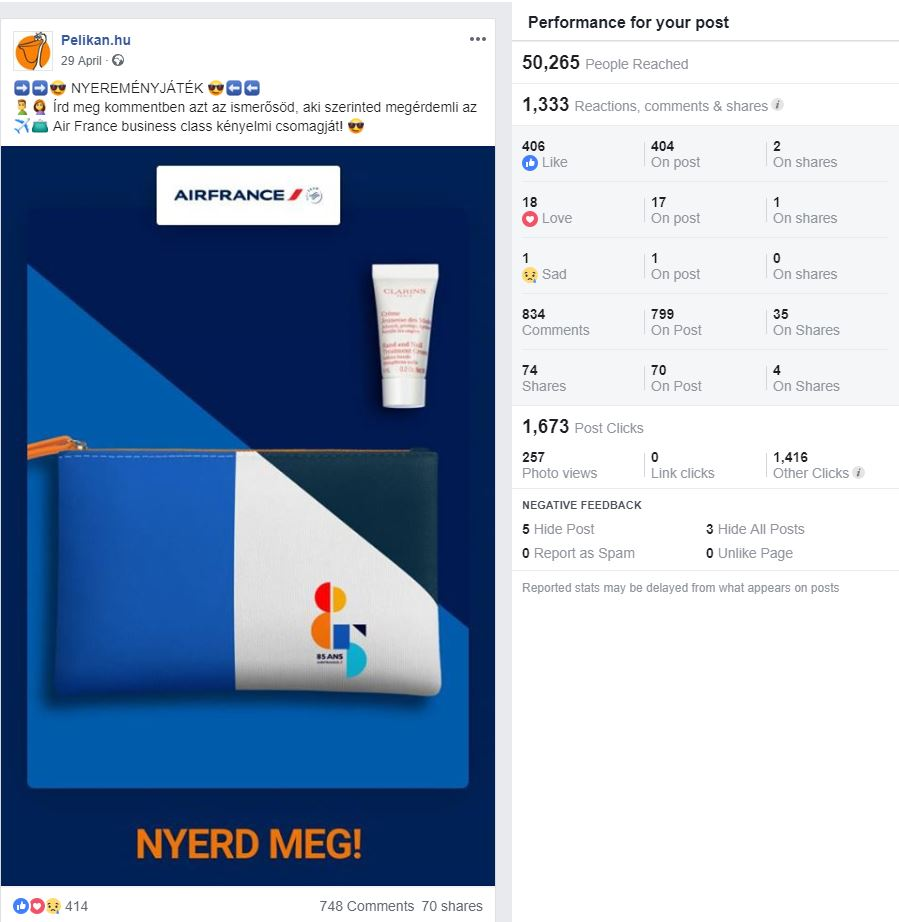 Pelikan.hu
29 April ·
NYEREMÉNYJÁTÉK
Írd meg kommentben azt az ismerősöd, aki szerinted megérdemli az
Air France business class kényelmi csomagját!
AIRFRANCE
CLARINS
PARIS
Crème
Jeunesse des
Hand and Nail
Treatment
85 ANS
AIRFRANCE
NYERD MEG!
414
748 Comments 70 shares
Performance for your post
50,265 People Reached
1,333 Reactions, comments & shares
406 404 2
Like On post On shares
18 17 1
Love On post On shares
1 1 0
Sad On post On shares
834 799 35
Comments On Post On Shares
74 70 4
Shares On Post On Shares
1,673 Post Clicks
257 0 1,416
Photo views Link clicks Other Clicks
NEGATIVE FEEDBACK
5 Hide Post 3 Hide All Posts
0 Report as Spam 0 Unlike Page
Reported stats may be delayed from what appears on posts